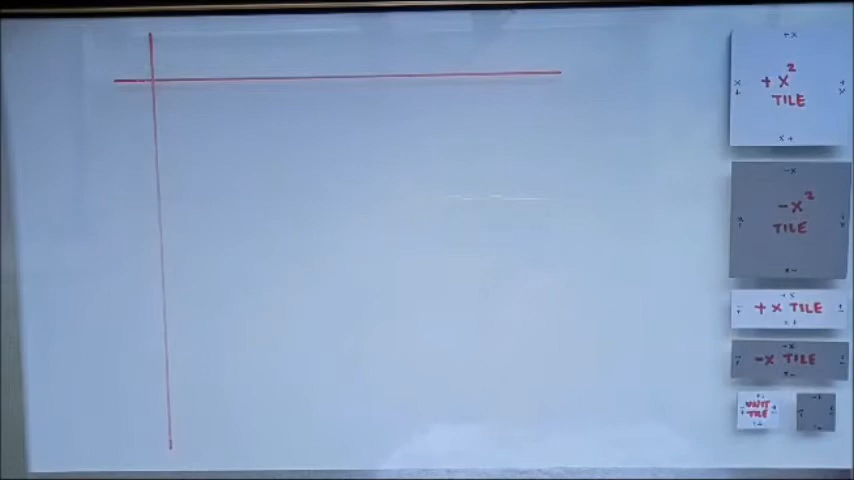 +x
+x²
TILE
x+
-x
-x²
TILE
x-
+x
+x TILE
x+
-x
-x TILE
x-
UNIT
TILE